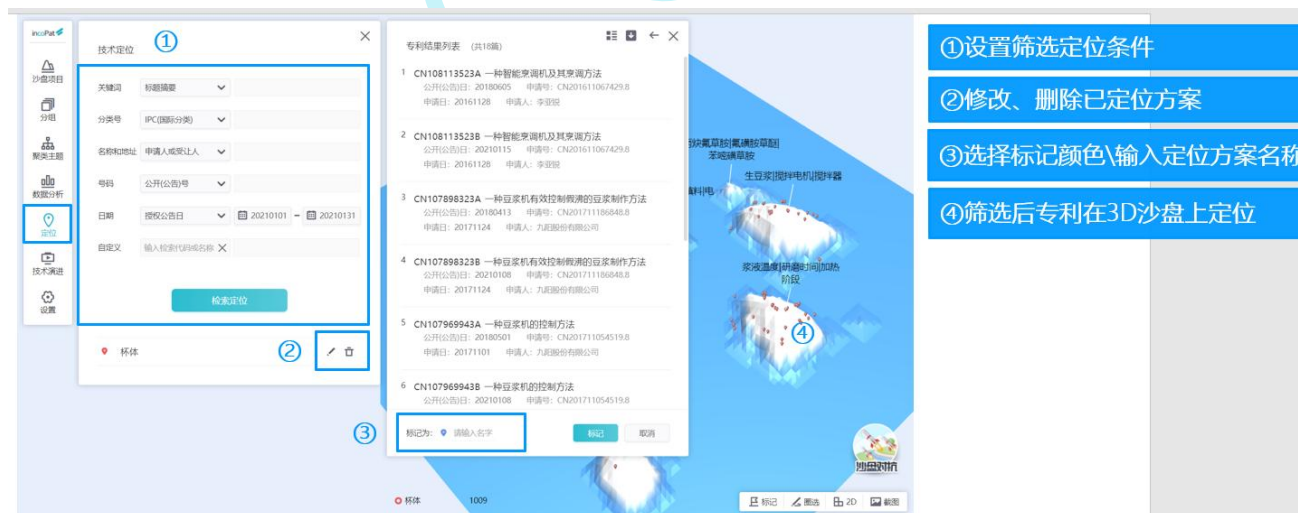 incoPat
沙盘项目
分组
聚类主题
数据分析
定位
技术演进
设置
技术定位
①
关键词 标题摘要
分类号 IPC(国际分类)
名称和地址 申请人或受让人
号码 公开(公告)号
日期 授权公告日 20210101 - 20210131
自定义 输入检索代码或名称
检索定位
杯体
②
专利结果列表 (共18篇)
1 CN108113523A 一种智能烹调机及其烹调方法
公开(公告)日: 20180605 申请号: CN201611067429.8
申请日: 20161128 申请人: 李亚锐
2 CN108113523B 一种智能烹调机及其烹调方法
公开(公告)日: 20210115 申请号: CN201611067429.8
申请日: 20161128 申请人: 李亚锐
3 CN107898323A 一种豆浆机有效控制假沸的豆浆制作方法
公开(公告)日: 20180413 申请号: CN201711186848.8
申请日: 20171124 申请人: 九阳股份有限公司
4 CN107898323B 一种豆浆机有效控制假沸的豆浆制作方法
公开(公告)日: 20210108 申请号: CN201711186848.8
申请日: 20171124 申请人: 九阳股份有限公司
5 CN107969943A 一种豆浆机的控制方法
公开(公告)日: 20180501 申请号: CN201711054519.8
申请日: 20171101 申请人: 九阳股份有限公司
6 CN107969943B 一种豆浆机的控制方法
公开(公告)日: 20210108 申请号: CN201711054519.8
③
标记为: 请输入名字
标记 取消
杯体 1009
氟草胺|氟磺胺草醚|
生豆浆|搅拌电机|搅拌器
浆液温度|研磨时间|加热
阶段
④
沙盘对抗
标记 圈选 2D 截图
①设置筛选定位条件
②修改、删除已定位方案
③选择标记颜色\输入定位方案名称
④筛选后专利在3D沙盘上定位